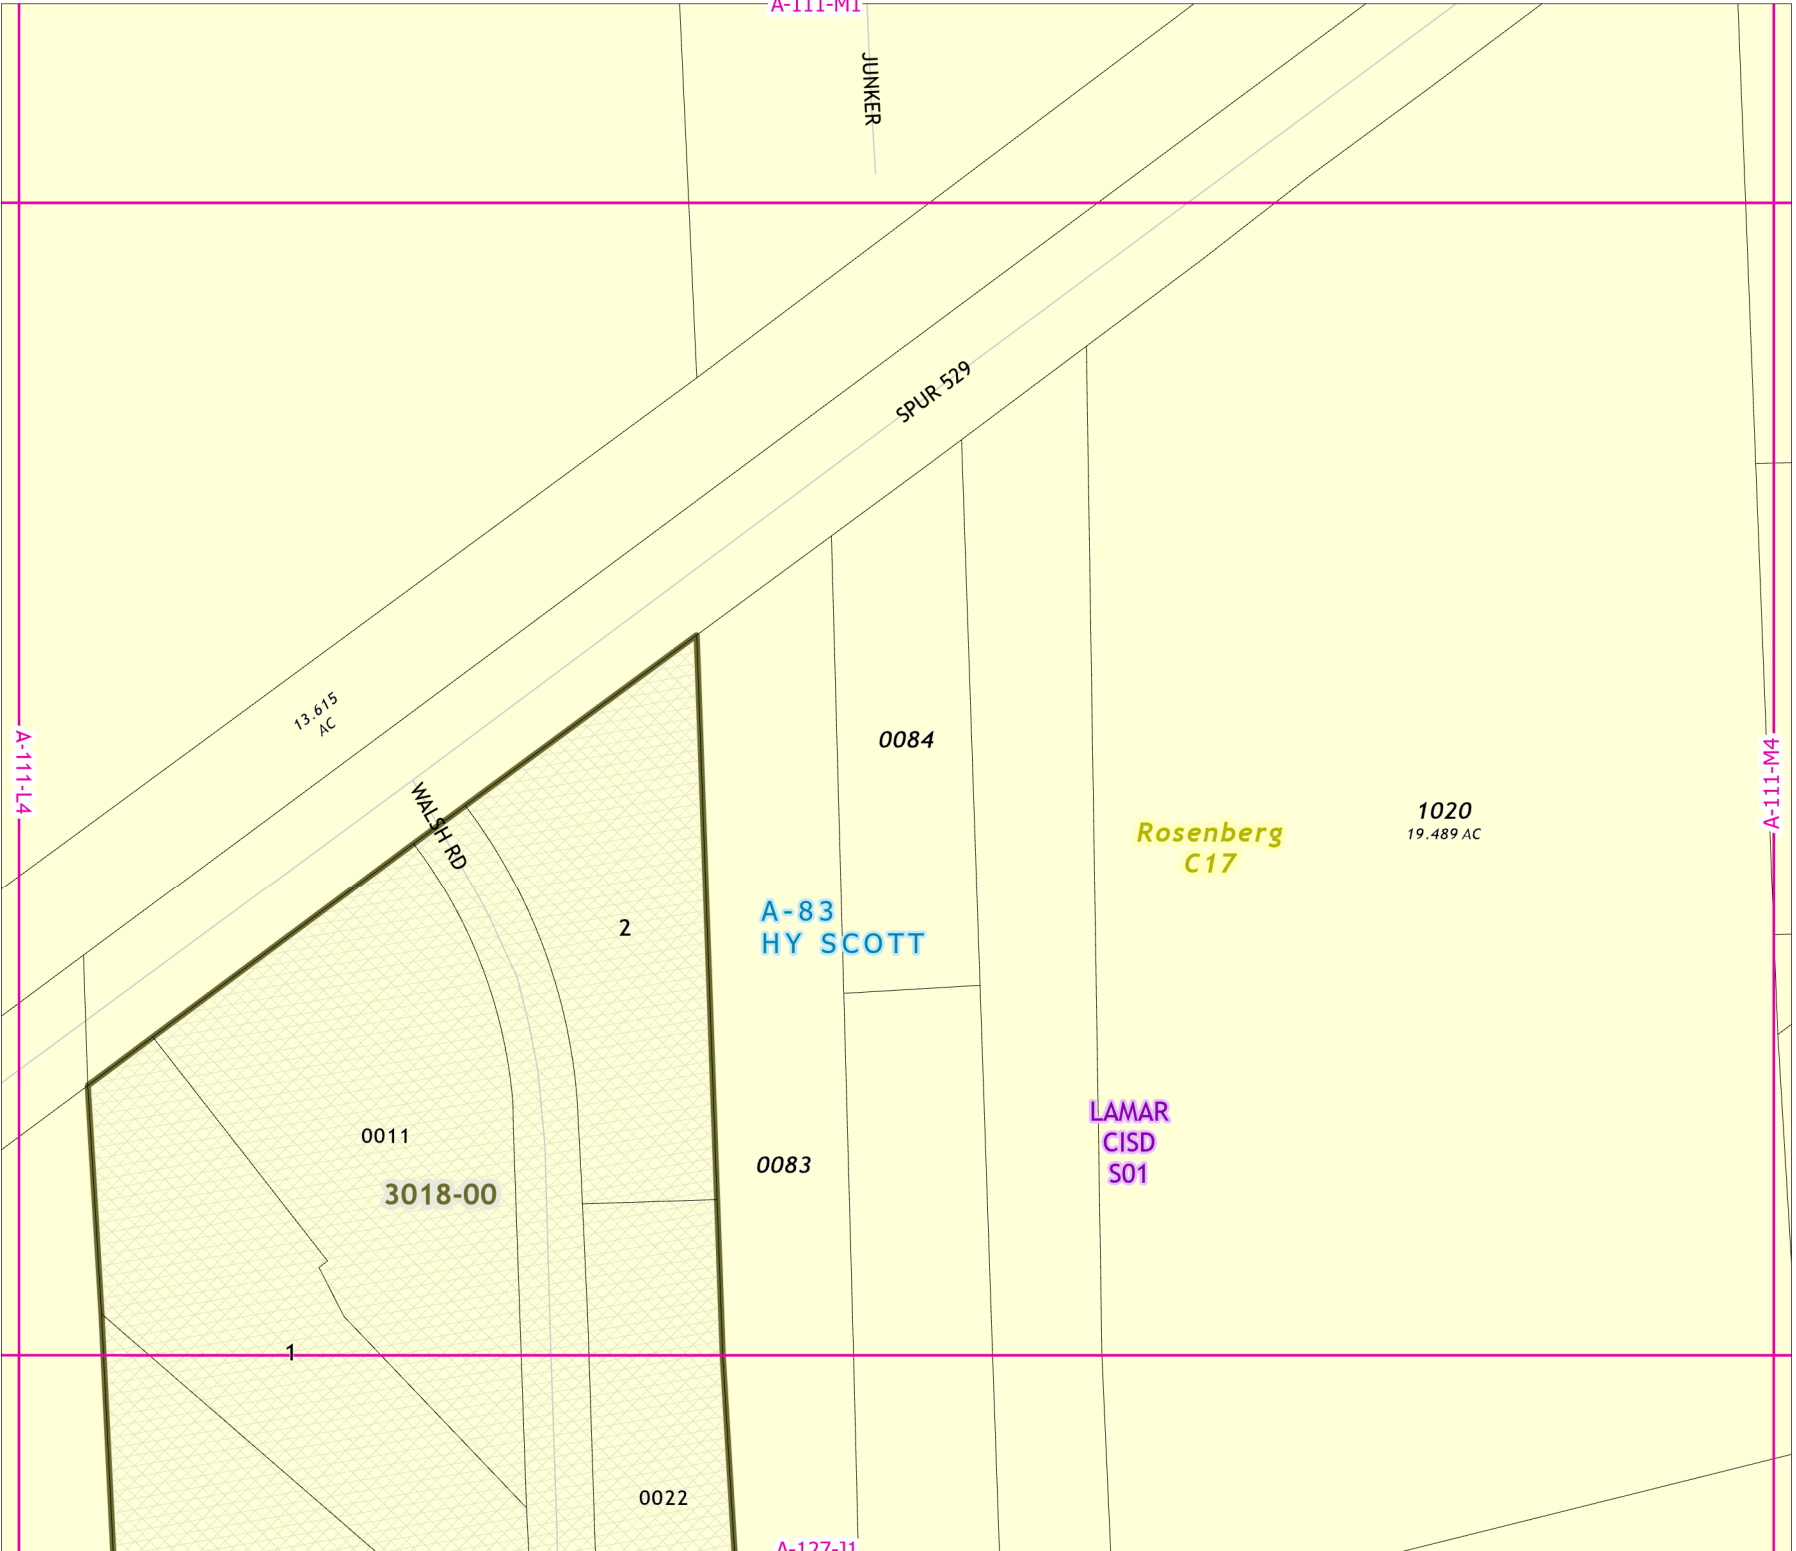 A-111-M1
JUNKER
SPUR 529
13.615
AC
A-111-L4
A-111-M4
WALSH RD
0084
1020
19.489 AC
Rosenberg
C17
2
A-83
HY SCOTT
LAMAR
CISD
S01
0011
0083
3018-00
1
0022
A-127-J1